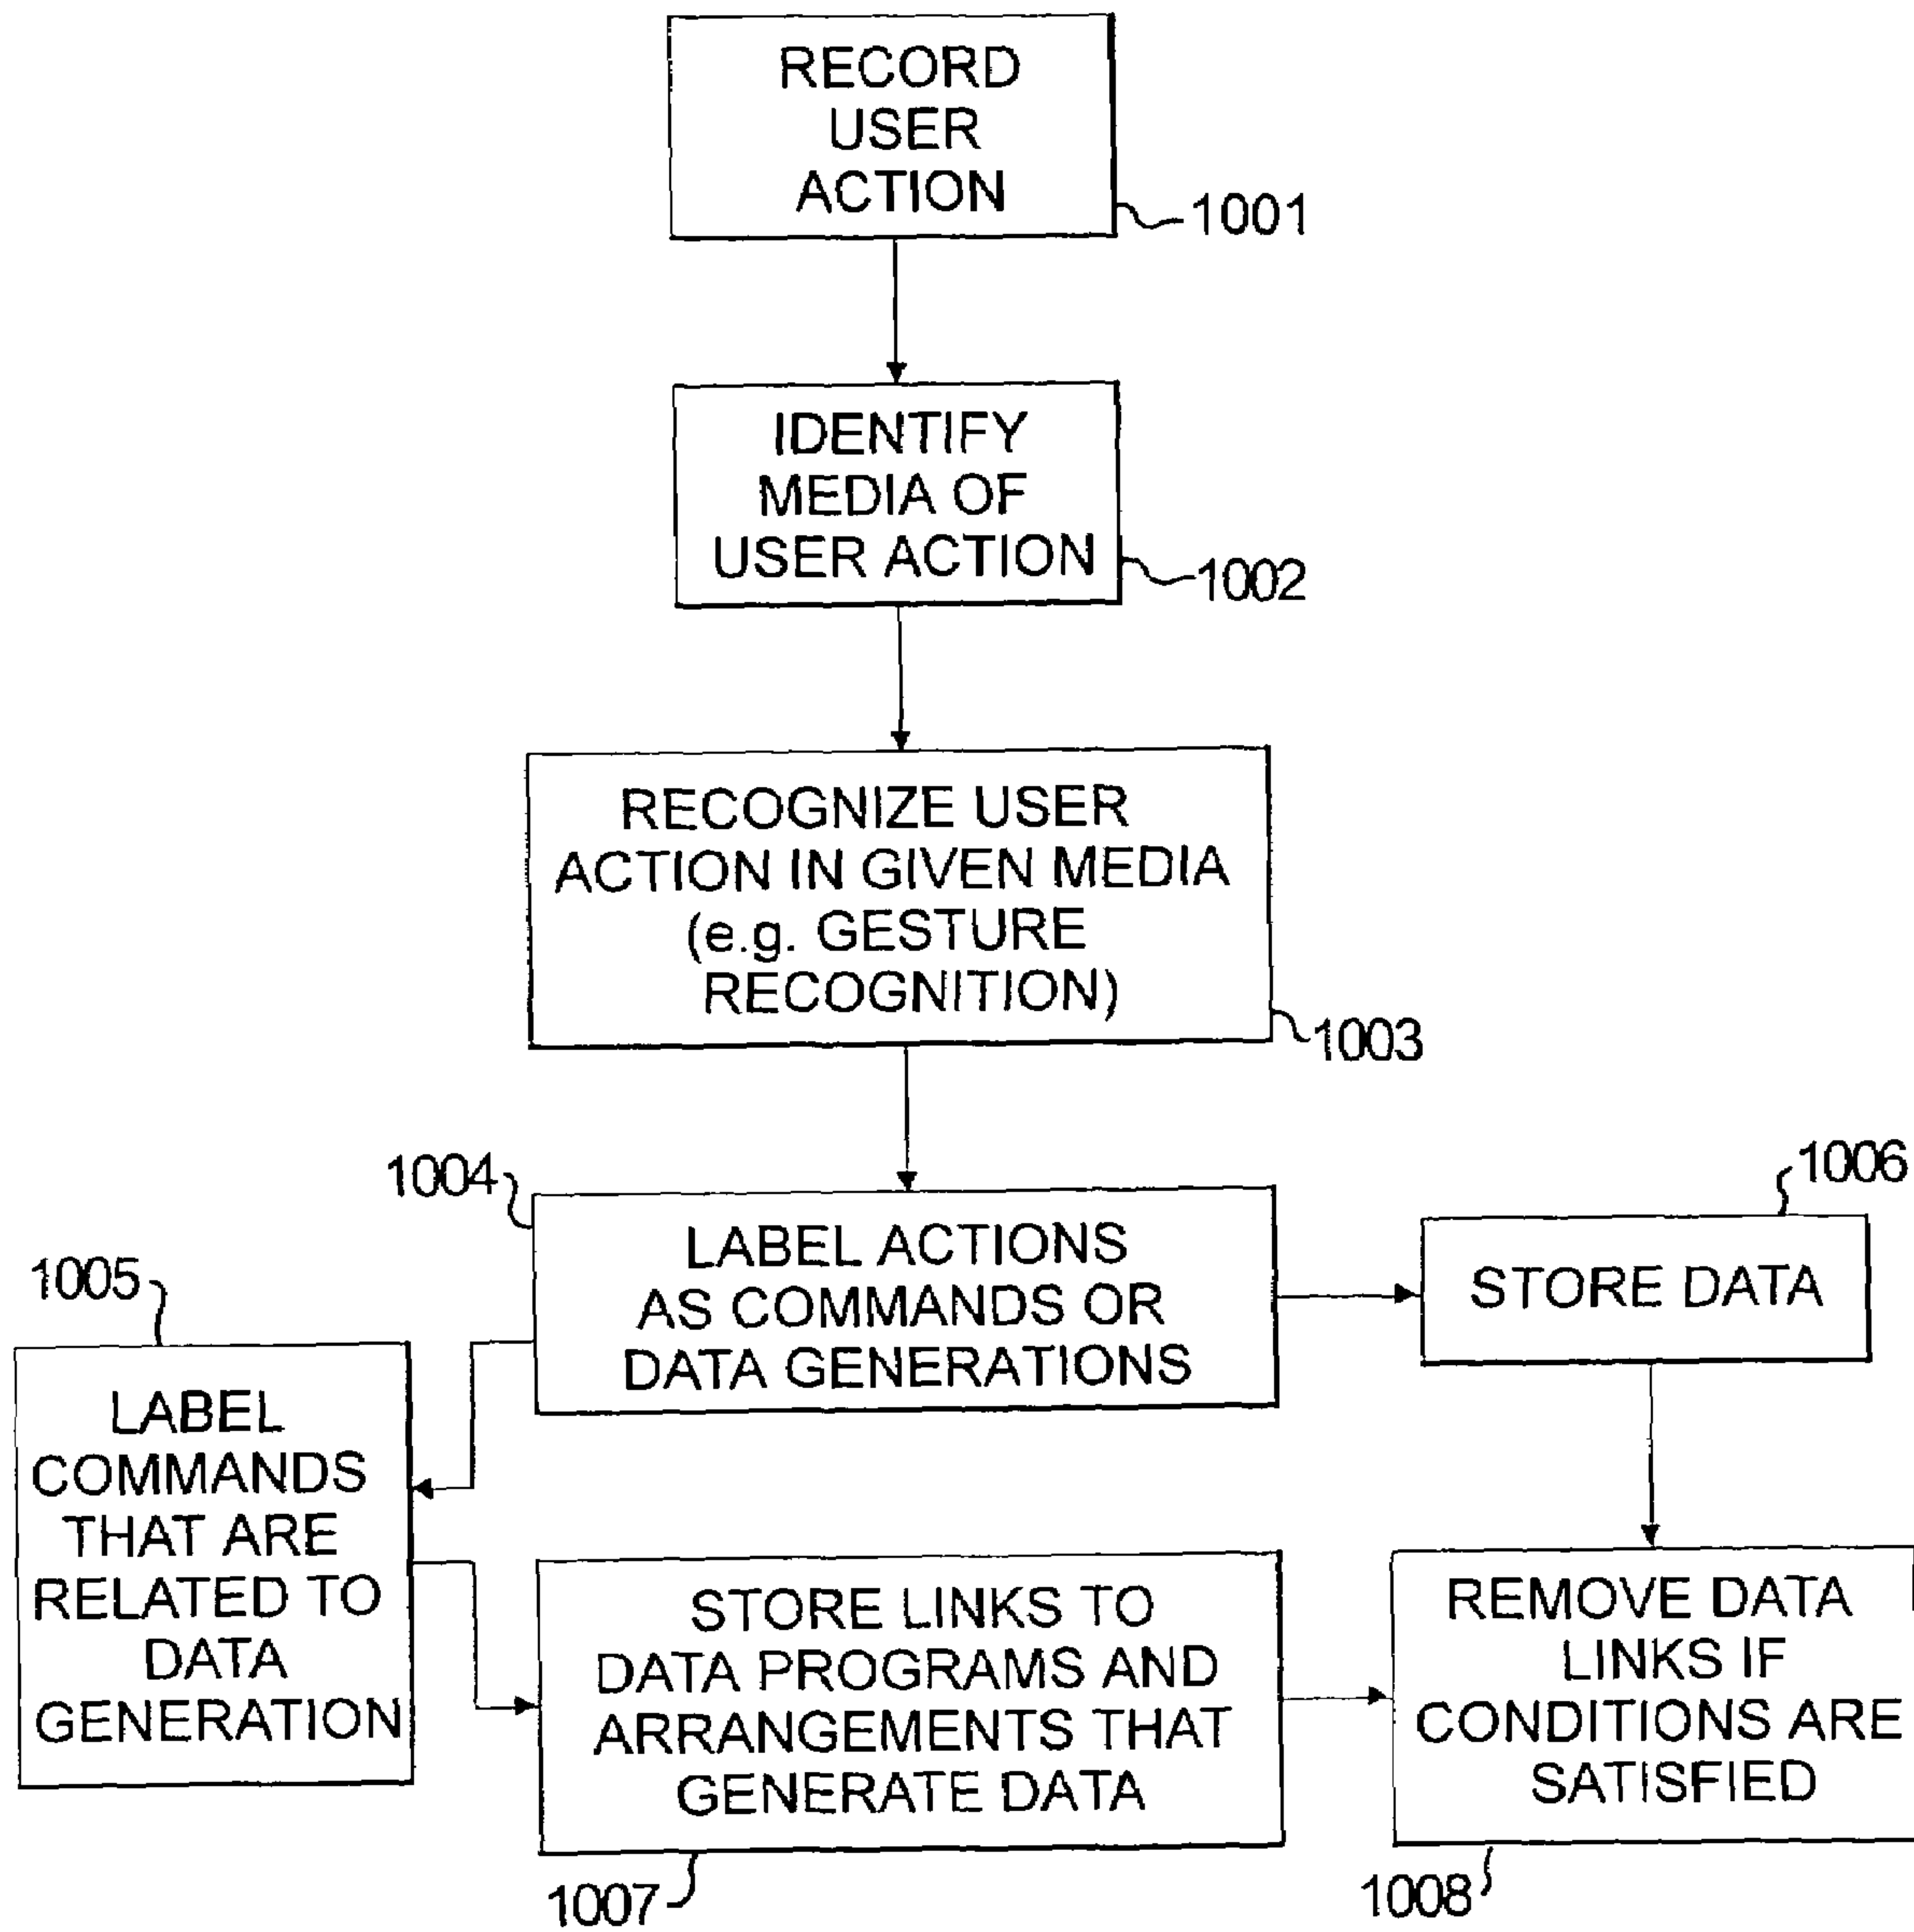 RECORD
USER
ACTION
1001
IDENTIFY
MEDIA OF
USER ACTION
1002
RECOGNIZE USER
ACTION IN GIVEN MEDIA
(e.g. GESTURE
RECOGNITION)
1003
1004
LABEL ACTIONS
AS COMMANDS OR
DATA GENERATIONS
1006
STORE DATA
1005
LABEL
COMMANDS
THAT ARE
RELATED TO
DATA
GENERATION
STORE LINKS TO
DATA PROGRAMS AND
ARRANGEMENTS THAT
GENERATE DATA
1007
REMOVE DATA
LINKS IF
CONDITIONS ARE
SATISFIED
1008